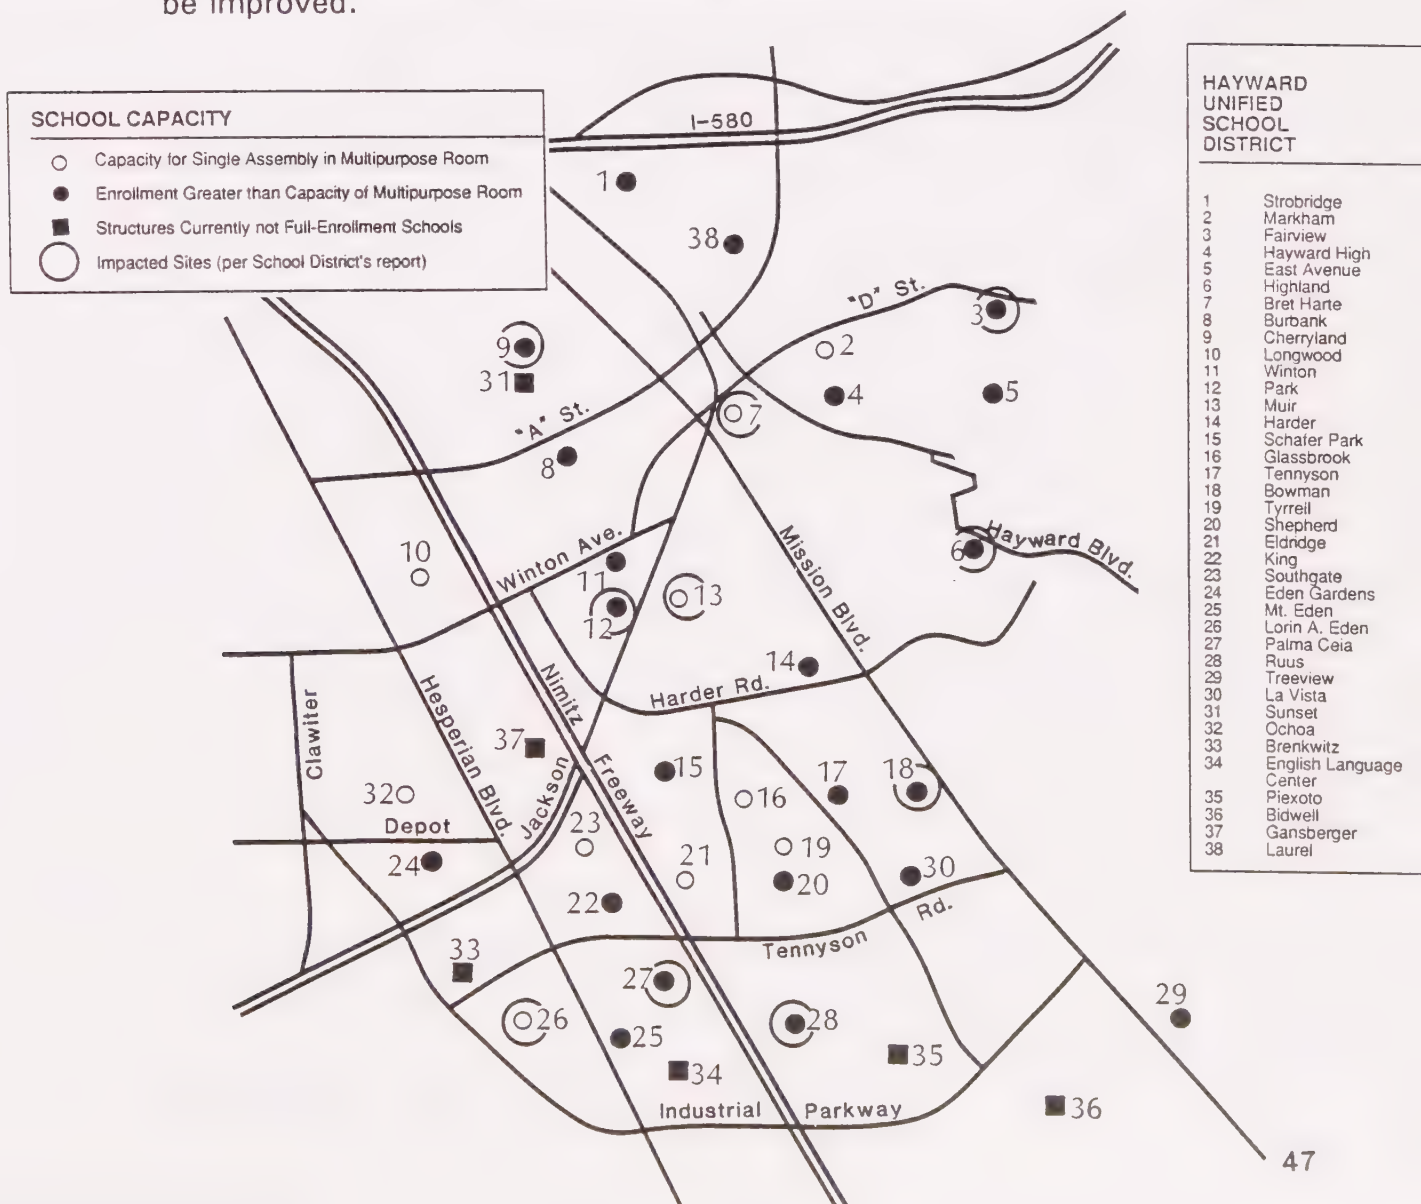 be improved.
SCHOOL CAPACITY
Capacity for Single Assembly in Multipurpose Room
Enrollment Greater than Capacity of Multipurpose Room
Structures Currently not Full-Enrollment Schools
Impacted Sites (per School District's report)
HAYWARD
UNIFIED
SCHOOL
DISTRICT
1 Strobridge
2 Markham
3 Fairview
4 Hayward High
5 East Avenue
6 Highland
7 Bret Harte
8 Burbank
9 Cherryland
10 Longwood
11 Winton
12 Park
13 Muir
14 Harder
15 Schafer Park
16 Glassbrook
17 Tennyson
18 Bowman
19 Tyrrell
20 Shepherd
21 Eldridge
22 King
23 Southgate
24 Eden Gardens
25 Mt. Eden
26 Lorin A. Eden
27 Palma Ceia
28 Ruus
29 Treeview
30 La Vista
31 Sunset
32 Ochoa
33 Brenkwitz
34 English Language
Center
35 Piexoto
36 Bidwell
37 Gansberger
38 Laurel
I-580
1
38
"D" St.
3
9
2
31
4
5
7
"A" St.
8
Mission Blvd.
10
Winton Ave.
11
6
Hayward Blvd.
12
13
14
Harder Rd.
Clawiter
Hesperian Blvd.
Nimitz
Freeway
37
Jackson
15
17
18
32
16
Depot
23
19
24
21
20
30
22
Rd.
Tennyson
33
27
29
26
28
25
35
34
Industrial Parkway
36
47